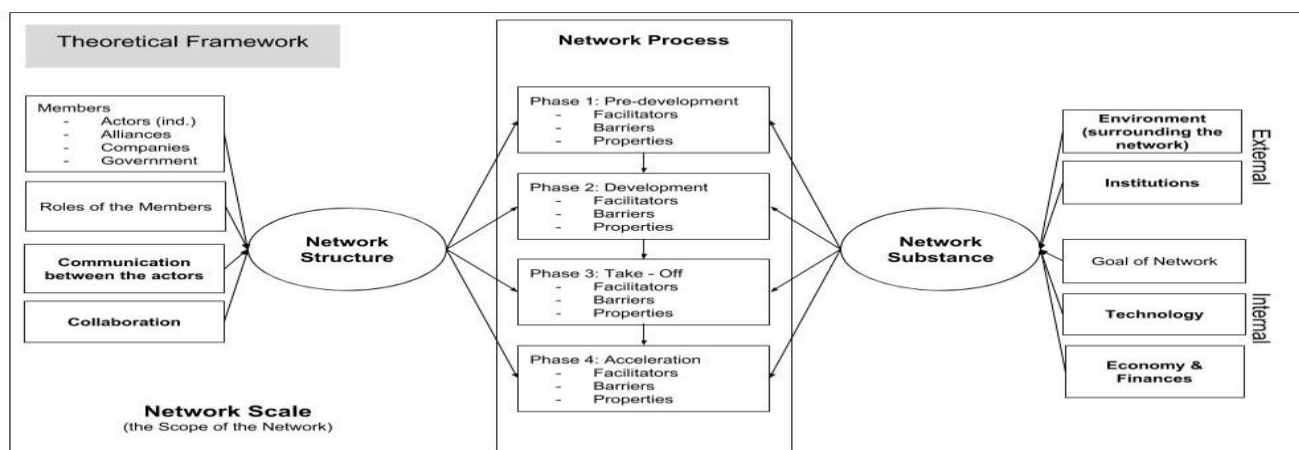 Theoretical Framework
Members
- Actors (ind.)
- Alliances
- Companies
- Government
Roles of the Members
Communication
between the actors
Collaboration
Network
Structure
Network Scale
(the Scope of the Network)
Network Process
Phase 1: Pre-development
- Facilitators
- Barriers
- Properties
Phase 2: Development
- Facilitators
- Barriers
- Properties
Phase 3: Take - Off
- Facilitators
- Barriers
- Properties
Phase 4: Acceleration
- Facilitators
- Barriers
- Properties
Network
Substance
Environment
(surrounding the
network)
Institutions
External
Goal of Network
Technology
Economy &
Finances
Internal